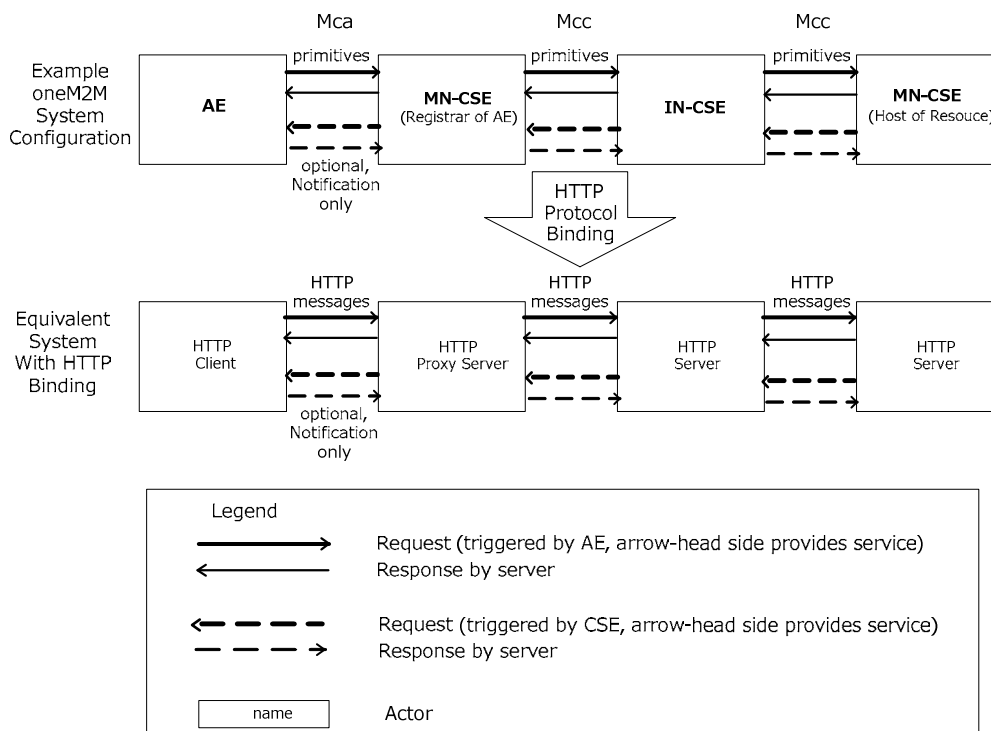 Mca
Mcc
Mcc
Example
oneM2M
System
Configuration
AE
primitives
optional,
Notification
only
MN-CSE
(Registrar of AE)
primitives
IN-CSE
primitives
MN-CSE
(Host of Resouce)
HTTP
Protocol
Binding
Equivalent
System
With HTTP
Binding
HTTP
Client
HTTP
messages
optional,
Notification
only
HTTP
Proxy Server
HTTP
messages
HTTP
Server
HTTP
messages
HTTP
Server
Legend
Request (triggered by AE, arrow-head side provides service)
Response by server
Request (triggered by CSE, arrow-head side provides service)
Response by server
name
Actor